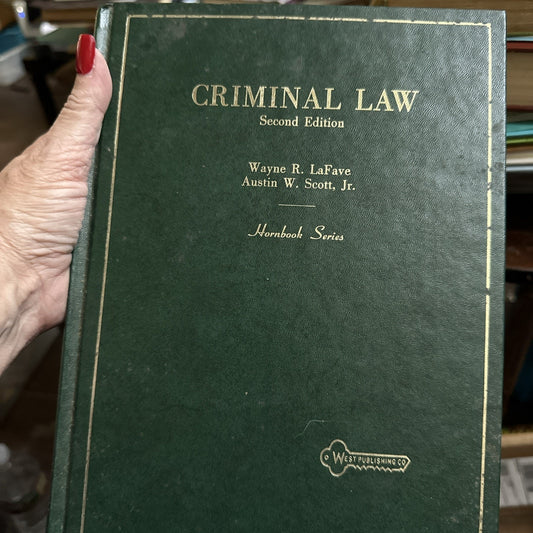 CRIMINAL LAW
Second Edition
Wayne R. LaFave
Austin W. Scott, Jr.
Hornbook Series
WEST PUBLISHING CO